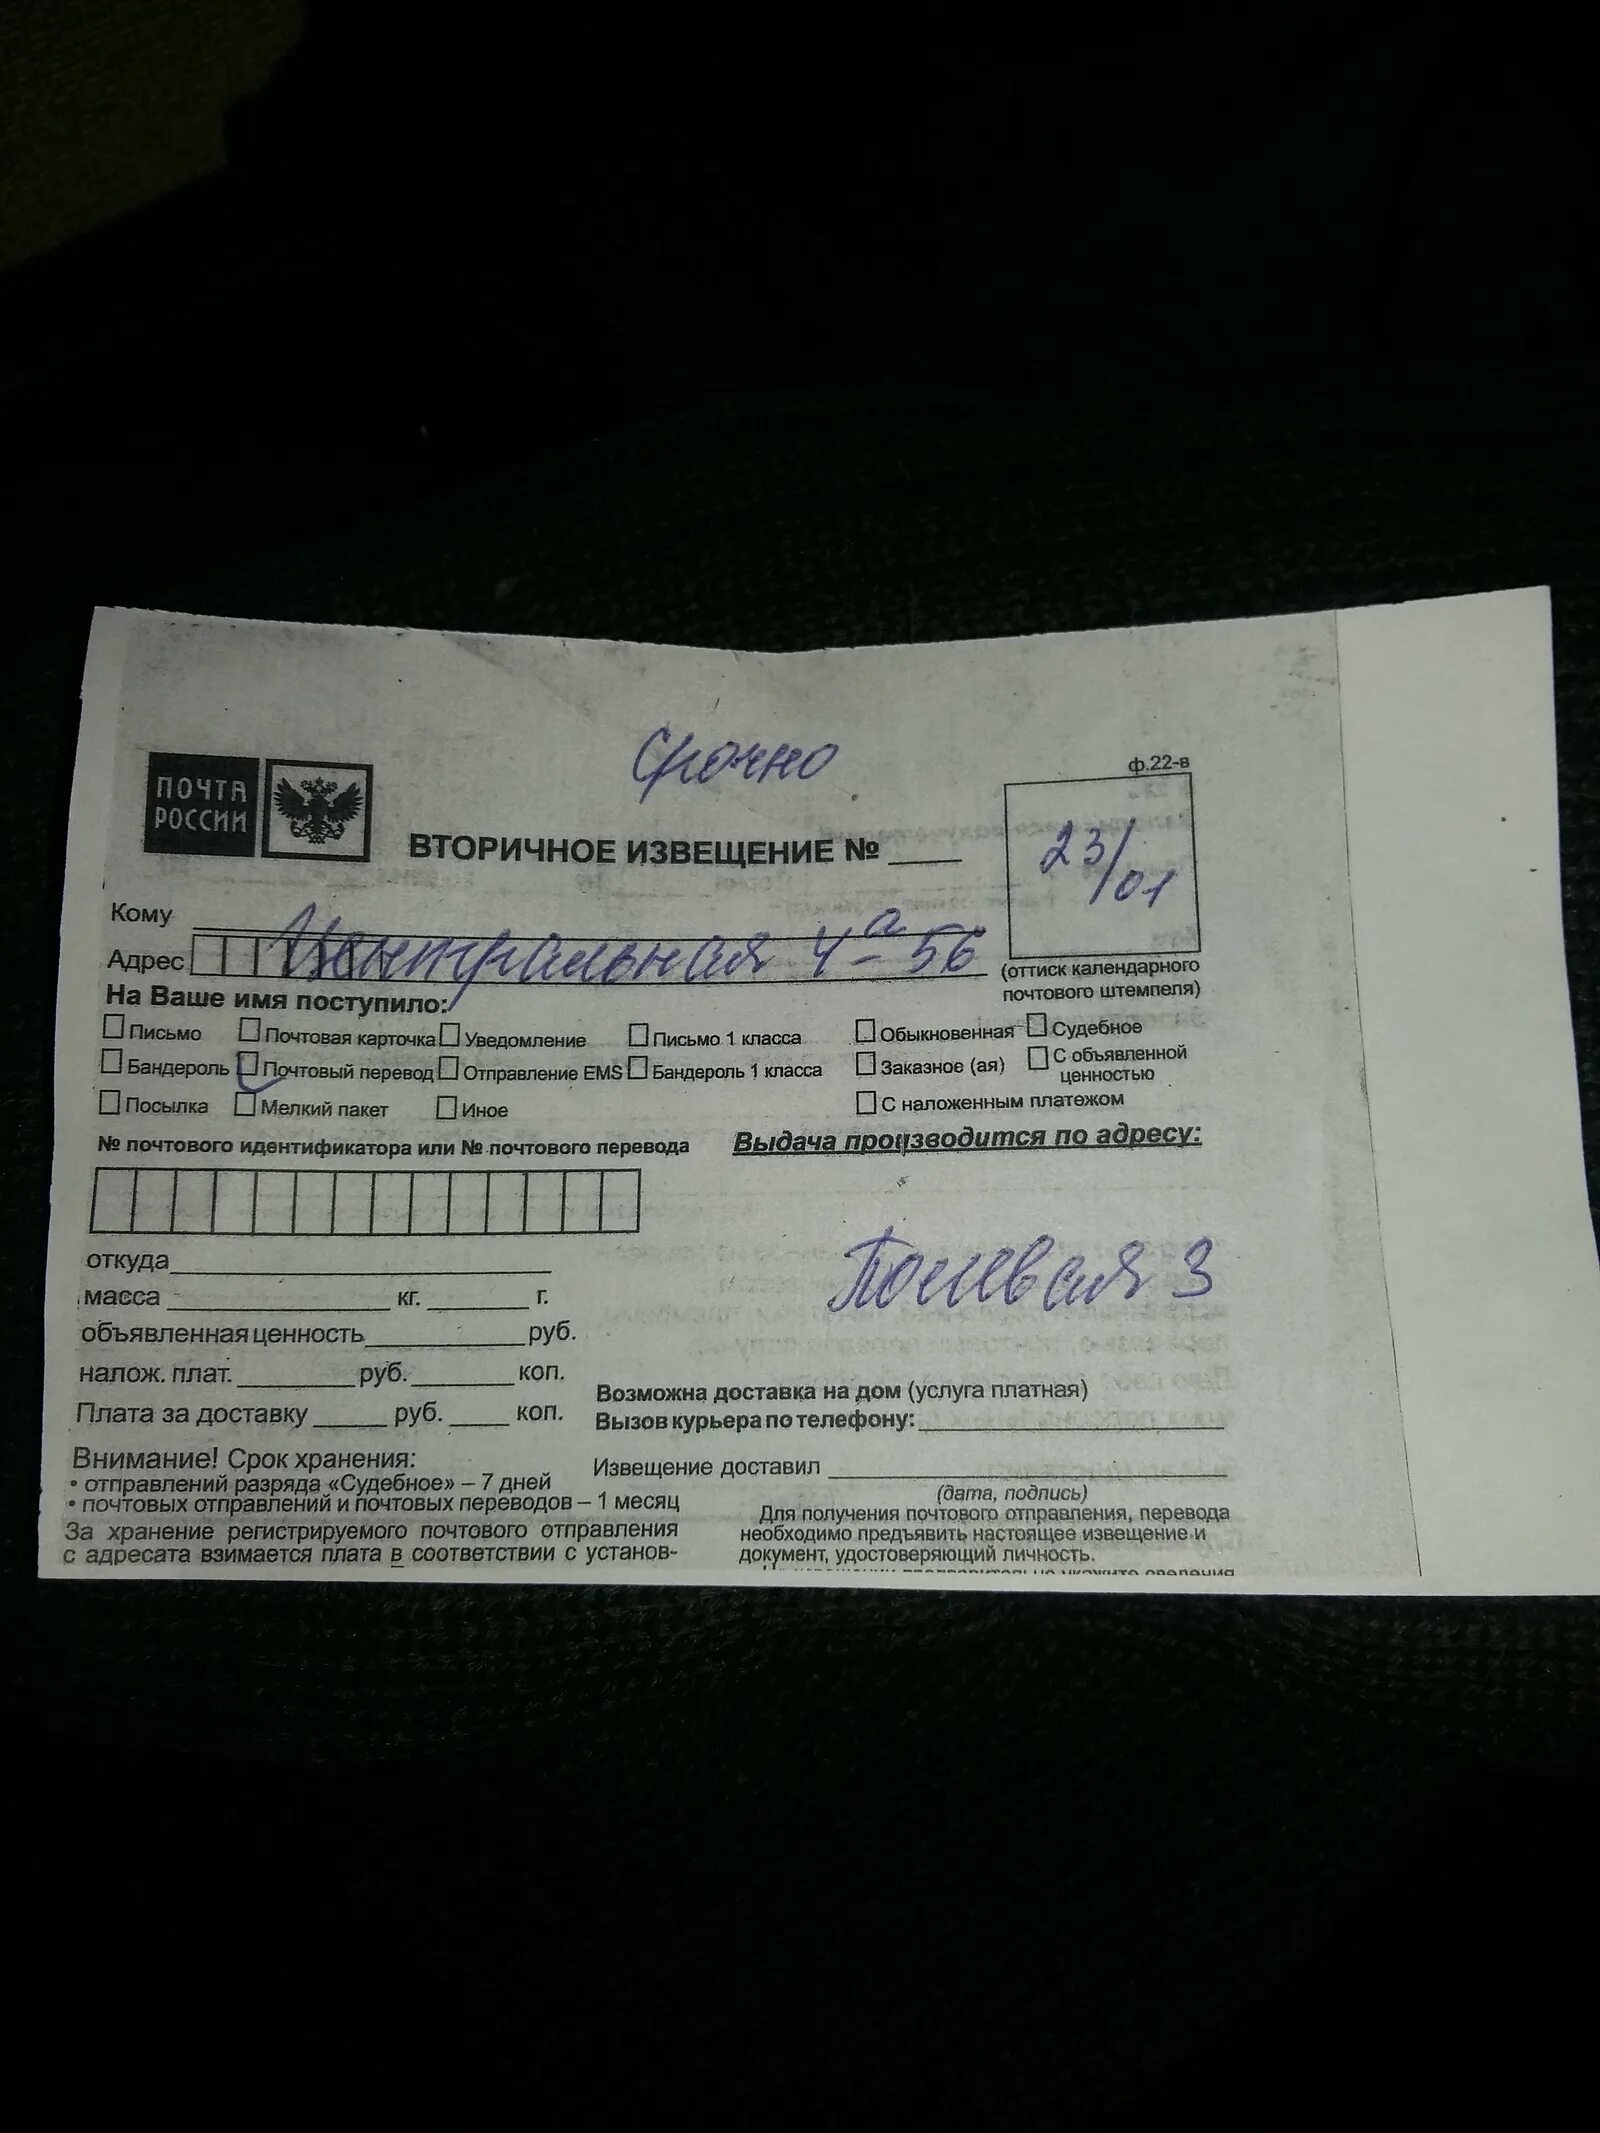 Срочно
ПОЧТА
РОССИИ
ф.22-в
ВТОРИЧНОЕ ИЗВЕЩЕНИЕ № ____
23/01
Кому
Адрес Центральная 4а-56
(оттиск календарного
почтового штемпеля)
На Ваше имя поступило:
Письмо Почтовая карточка Уведомление Письмо 1 класса Обыкновенная Судебное
Бандероль Почтовый перевод Отправление EMS Бандероль 1 класса Заказное (ая) С объявленной
ценностью
Посылка Мелкий пакет Иное С наложенным платежом
№ почтового идентификатора или № почтового перевода
Выдача производится по адресу:
Полевая 3
откуда
масса кг. г.
объявленная ценность руб.
налож. плат. руб. коп.
Плата за доставку руб. коп.
Возможна доставка на дом (услуга платная)
Вызов курьера по телефону:
Внимание! Срок хранения:
• отправлений разряда «Судебное» – 7 дней
• почтовых отправлений и почтовых переводов – 1 месяц
За хранение регистрируемого почтового отправления
с адресата взимается плата в соответствии с установ-
Извещение доставил
(дата, подпись)
Для получения почтового отправления, перевода
необходимо предъявить настоящее извещение и
документ, удостоверяющий личность.